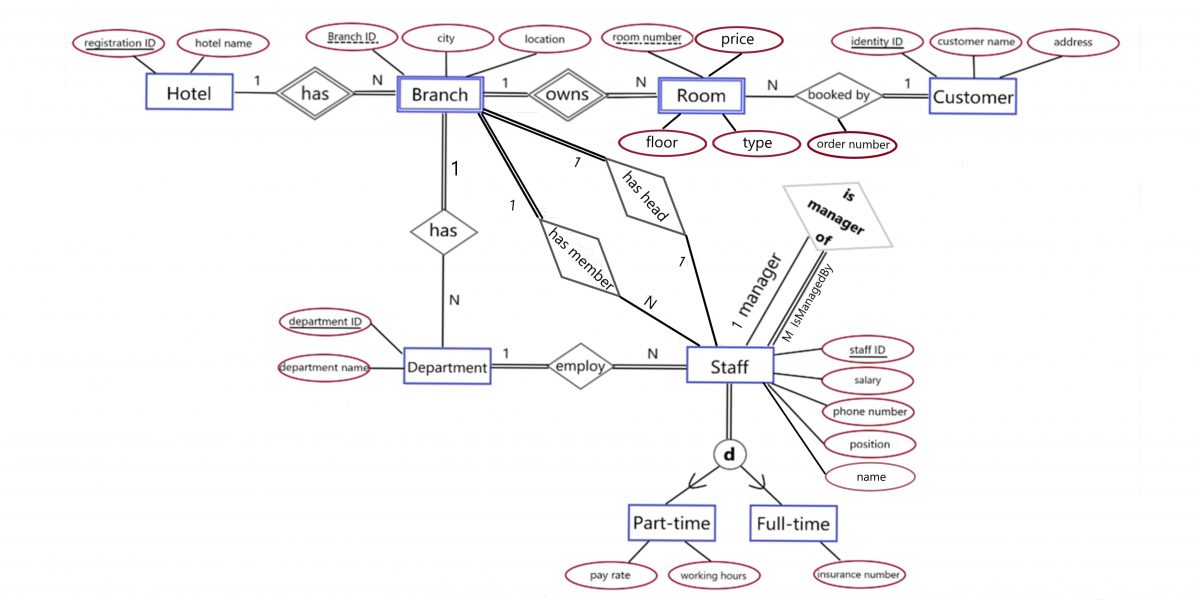 registration ID
hotel name
Branch ID
city
location
room number
price
identity ID
customer name
address
Hotel
1
has
N
Branch
1
owns
N
Room
N
booked by
1
Customer
floor
type
order number
1
has
N
1
has head
1
1
has member
N
is
manager
of
1 manager
M IsManagedBy
department ID
department name
Department
1
employ
N
Staff
staff ID
salary
phone number
position
name
d
Part-time
Full-time
pay rate
working hours
insurance number